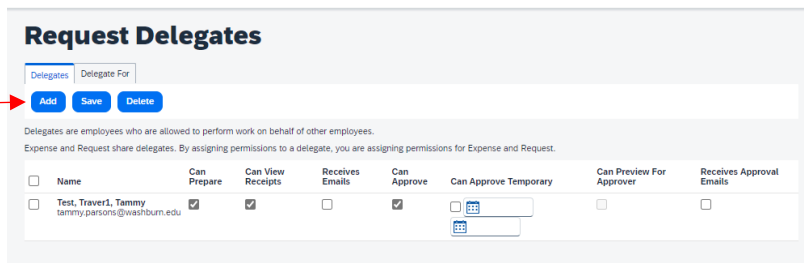 Request Delegates
Delegates Delegate For
Add Save Delete
Delegates are employees who are allowed to perform work on behalf of other employees.
Expense and Request share delegates. By assigning permissions to a delegate, you are assigning permissions for Expense and Request.
Name Can Prepare Can View Receipts Receives Emails Can Approve Can Approve Temporary Can Preview For Approver Receives Approval Emails
Test, Traver1, Tammy
tammy.parsons@washburn.edu